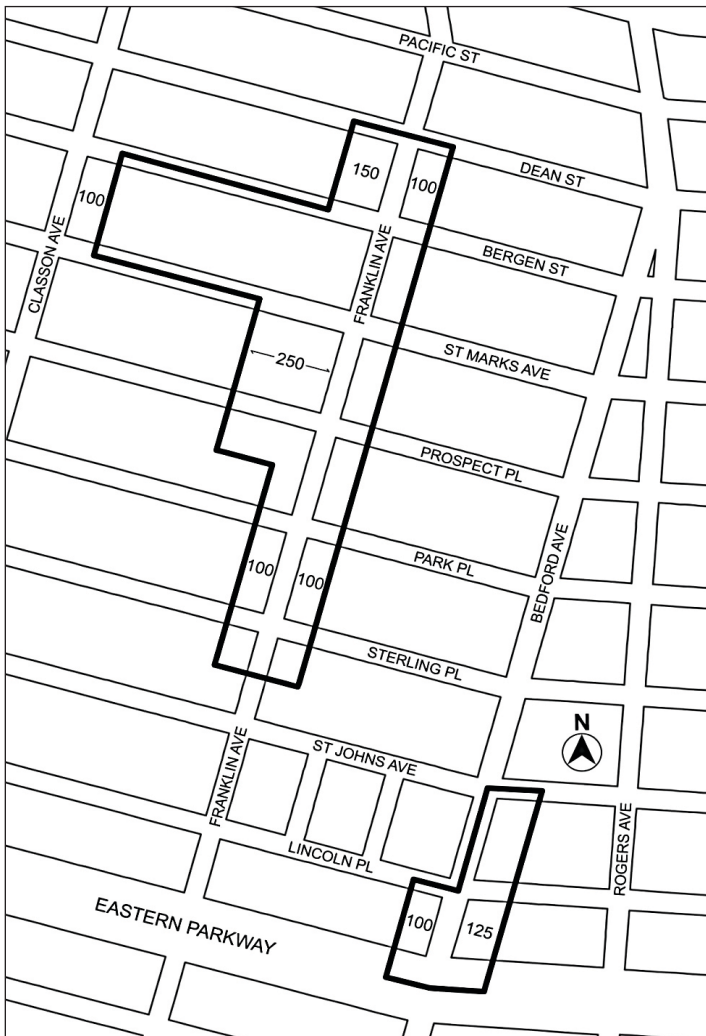 PACIFIC ST
DEAN ST
150
100
100
CLASSON AVE
FRANKLIN AVE
BERGEN ST
ST MARKS AVE
250
PROSPECT PL
PARK PL
BEDFORD AVE
100
100
STERLING PL
N
ST JOHNS AVE
FRANKLIN AVE
LINCOLN PL
ROGERS AVE
EASTERN PARKWAY
100
125